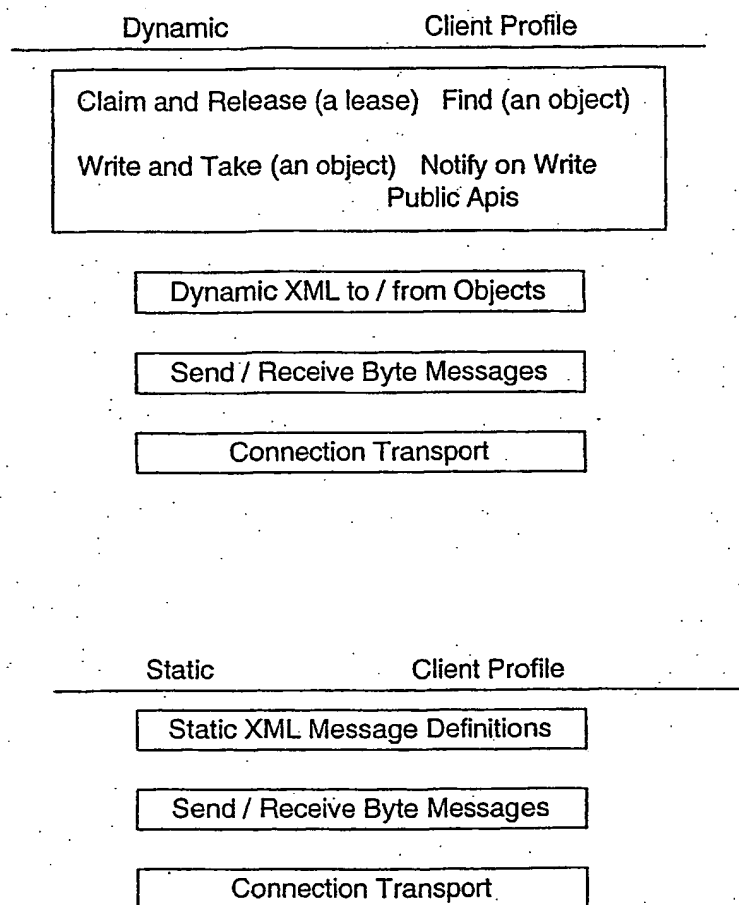 Dynamic Client Profile
Claim and Release (a lease) Find (an object)
Write and Take (an object) Notify on Write
Public Apis
Dynamic XML to / from Objects
Send / Receive Byte Messages
Connection Transport
Static Client Profile
Static XML Message Definitions
Send / Receive Byte Messages
Connection Transport